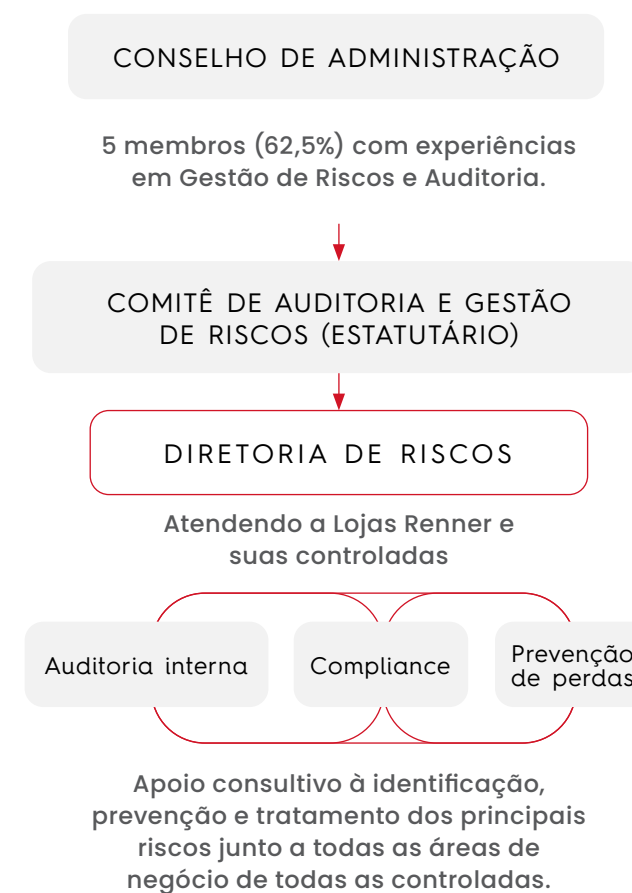 CONSELHO DE ADMINISTRAÇÃO
5 membros (62,5%) com experiências
em Gestão de Riscos e Auditoria.
COMITÊ DE AUDITORIA E GESTÃO
DE RISCOS (ESTATUTÁRIO)
DIRETORIA DE RISCOS
Atendendo a Lojas Renner e
suas controladas
Auditoria interna
Compliance
Prevenção
de perdas
Apoio consultivo à identificação,
prevenção e tratamento dos principais
riscos junto a todas as áreas de
negócio de todas as controladas.